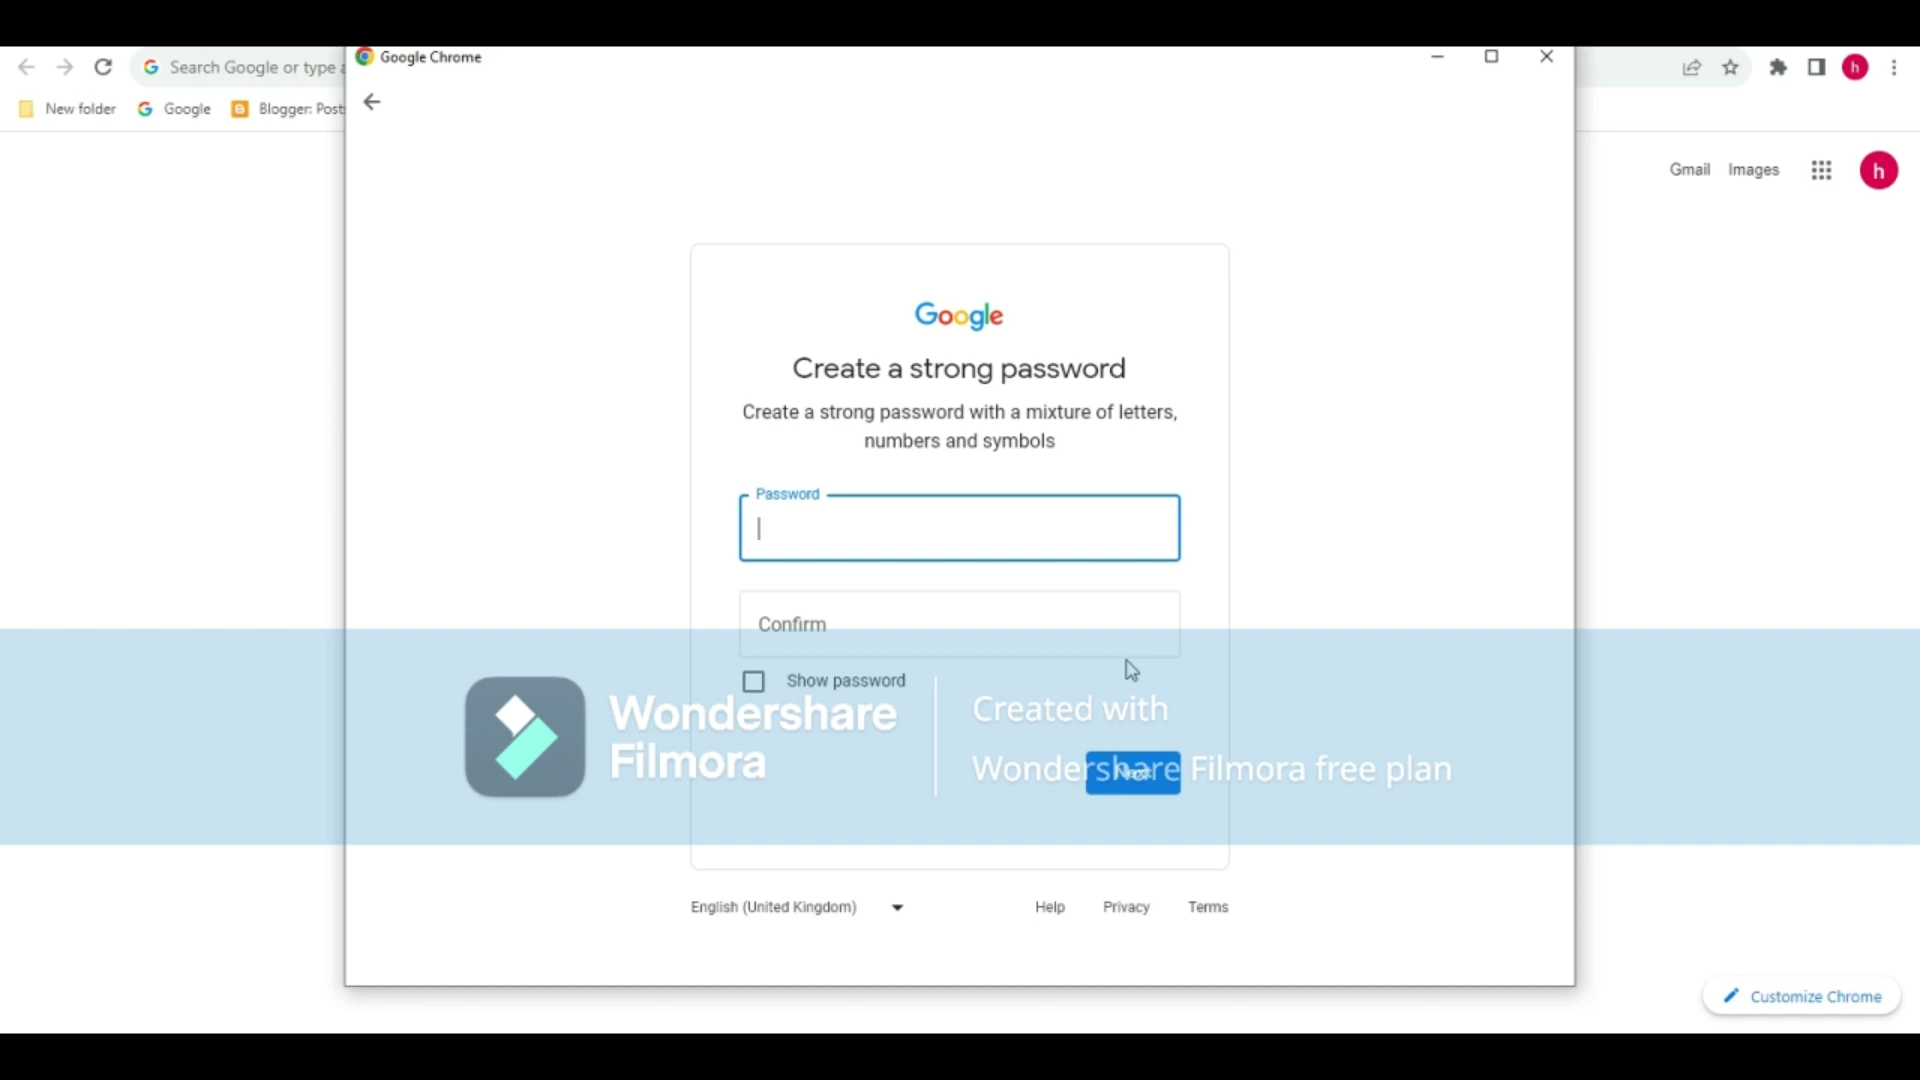 Google Chrome
Search Google or type a
h
New folder
Google
Blogger: Post
Gmail
Images
h
Google
Create a strong password
Create a strong password with a mixture of letters,
numbers and symbols
Password
Confirm
Show password
Wondershare
Filmora
Created with
Wondershare Filmora free plan
English (United Kingdom)
Help
Privacy
Terms
Customize Chrome